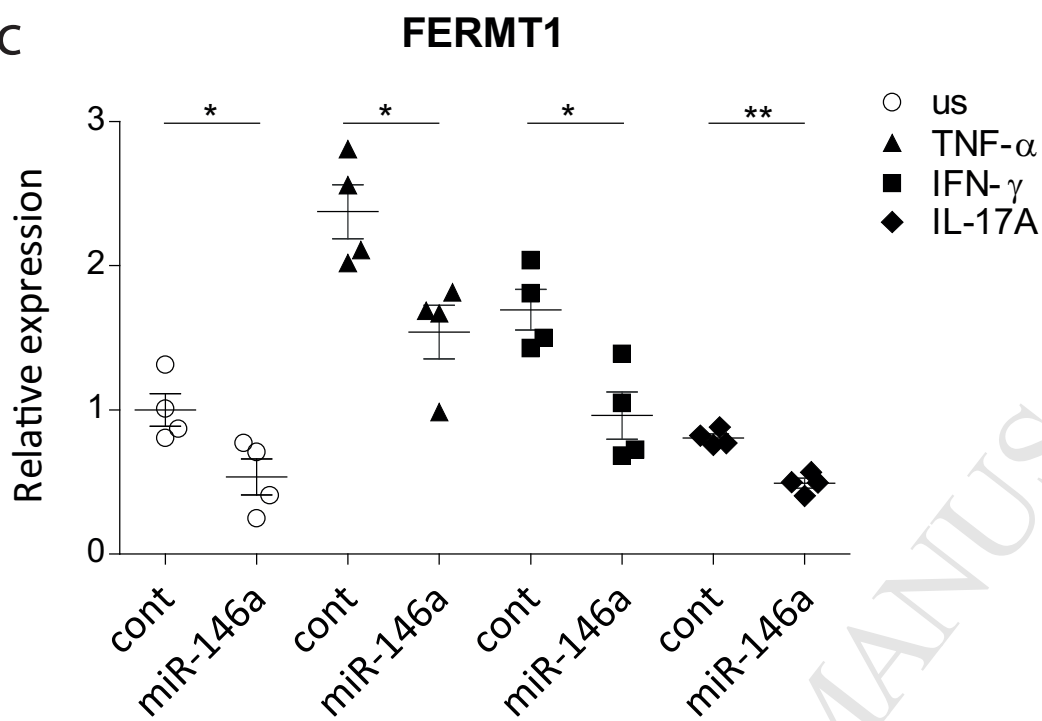 C
FERMT1
* * * **
us
TNF-α
IFN-γ
IL-17A
Relative expression
3
2
1
0
cont miR-146a cont miR-146a cont miR-146a cont miR-146a
MANUS